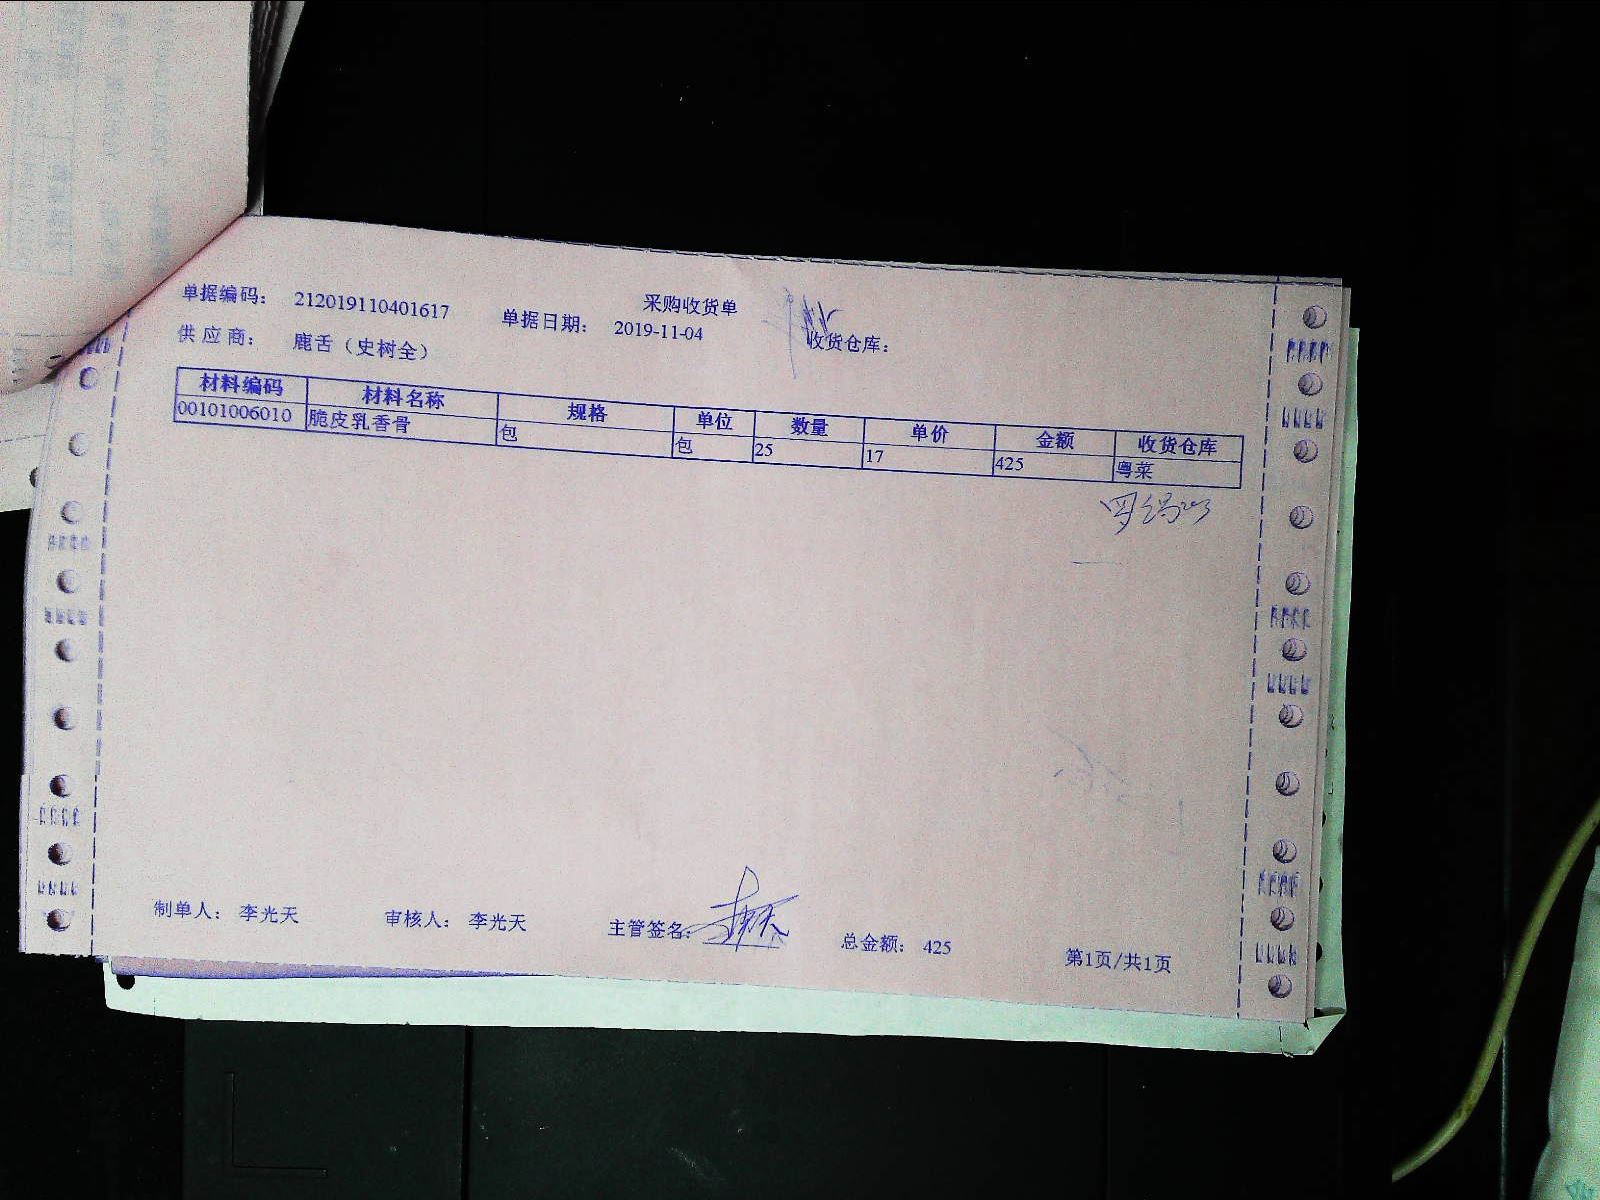 采购收货单
单据编码: 212019110401617 单据日期: 2019-11-04 收货仓库:
供应商: 鹿舌（史树全）
材料编码 材料名称 规格 单位 数量 单价 金额 收货仓库
00101006010 脆皮乳香骨 包 包 25 17 425 粤菜
制单人: 李光天 审核人: 李光天 主管签名: 总金额: 425 第1页/共1页